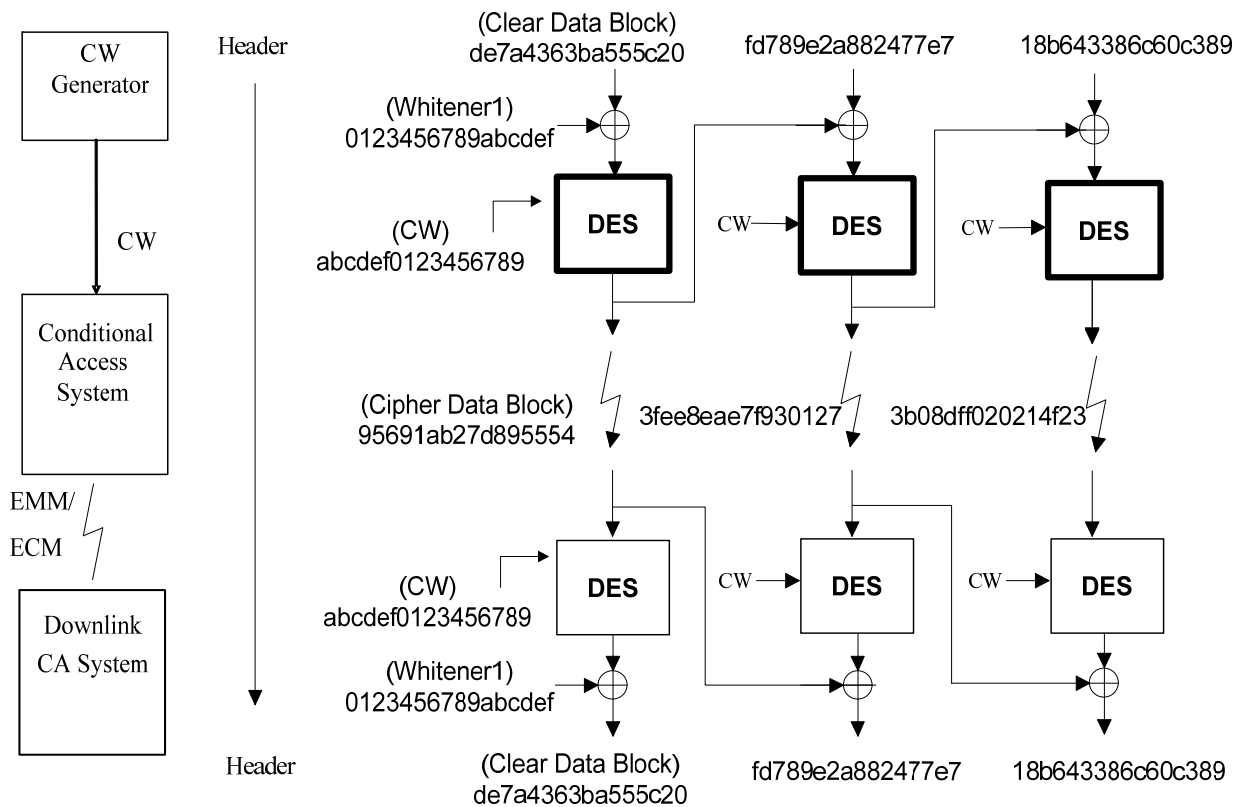 CW
Generator
CW
Conditional
Access
System
EMM/
ECM
Downlink
CA System
Header
Header
(Clear Data Block)
de7a4363ba555c20
fd789e2a882477e7
18b643386c60c389
(Whitener1)
0123456789abcdef
(CW)
abcdef0123456789
DES
CW
DES
CW
DES
(Cipher Data Block)
95691ab27d895554
3fee8eae7f930127
3b08dff020214f23
(CW)
abcdef0123456789
DES
CW
DES
CW
DES
(Whitener1)
0123456789abcdef
(Clear Data Block)
de7a4363ba555c20
fd789e2a882477e7
18b643386c60c389